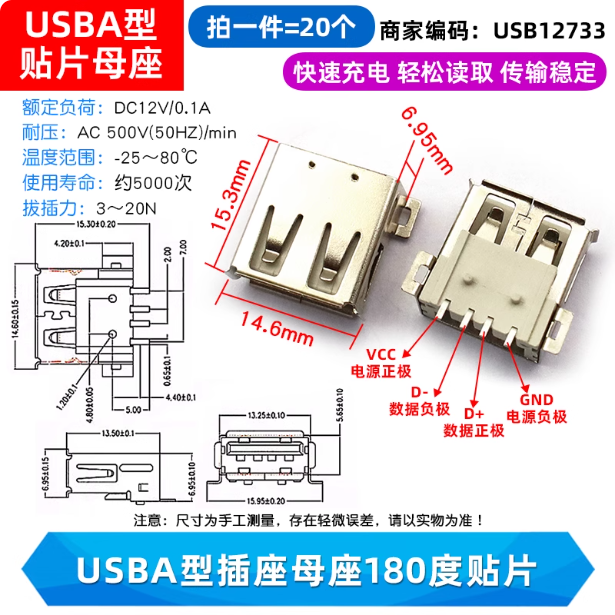 USBA型
贴片母座
拍一件=20个
商家编码：USB12733
快速充电 轻松读取 传输稳定
额定负荷：DC12V/0.1A
耐压：AC 500V(50HZ)/min
温度范围：-25～80℃
使用寿命：约5000次
拔插力：3～20N
15.30±0.20
4.20±0.1
2.00
7.00
14.60±0.15
1.20±0.1
4.80±0.05
5.00
0.65±0.1
4.40±0.1
15.3mm
6.95mm
14.6mm
VCC
电源正极
D-
数据负极
D+
数据正极
GND
电源负极
13.50±0.1
6.95±0.15
13.25±0.10
5.65±0.10
6.95±0.10
15.95±0.20
注意：尺寸为手工测量，存在轻微误差，请以实物为准！
USBA型插座母座180度贴片